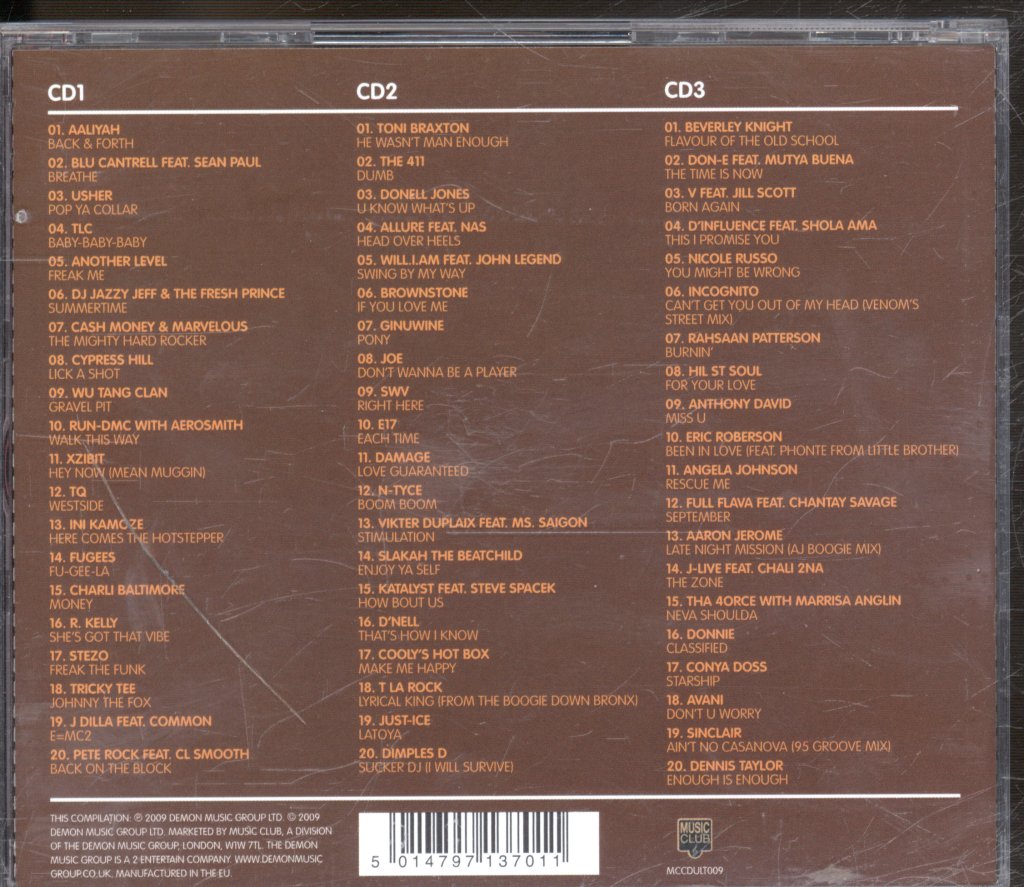 CD1
01. AALIYAH
BACK & FORTH
02. BLU CANTRELL FEAT. SEAN PAUL
BREATHE
03. USHER
POP YA COLLAR
04. TLC
BABY-BABY-BABY
05. ANOTHER LEVEL
FREAK ME
06. DJ JAZZY JEFF & THE FRESH PRINCE
SUMMERTIME
07. CASH MONEY & MARVELOUS
THE MIGHTY HARD ROCKER
08. CYPRESS HILL
LICK A SHOT
09. WU TANG CLAN
GRAVEL PIT
10. RUN-DMC WITH AEROSMITH
WALK THIS WAY
11. XZIBIT
HEY NOW (MEAN MUGGIN)
12. TQ
WESTSIDE
13. INI KAMOZE
HERE COMES THE HOTSTEPPER
14. FUGEES
FU-GEE-LA
15. CHARLI BALTIMORE
MONEY
16. R. KELLY
SHE'S GOT THAT VIBE
17. STEZO
FREAK THE FUNK
18. TRICKY TEE
JOHNNY THE FOX
19. J DILLA FEAT. COMMON
E=MC2
20. PETE ROCK FEAT. CL SMOOTH
BACK ON THE BLOCK
CD2
01. TONI BRAXTON
HE WASN'T MAN ENOUGH
02. THE 411
DUMB
03. DONELL JONES
U KNOW WHAT'S UP
04. ALLURE FEAT. NAS
HEAD OVER HEELS
05. WILL.I.AM FEAT. JOHN LEGEND
SWING BY MY WAY
06. BROWNSTONE
IF YOU LOVE ME
07. GINUWINE
PONY
08. JOE
DON'T WANNA BE A PLAYER
09. SWV
RIGHT HERE
10. E17
EACH TIME
11. DAMAGE
LOVE GUARANTEED
12. N-TYCE
BOOM BOOM
13. VIKTER DUPLAIX FEAT. MS. SAIGON
STIMULATION
14. SLAKAH THE BEATCHILD
ENJOY YA SELF
15. KATALYST FEAT. STEVE SPACEK
HOW BOUT US
16. D'NELL
THAT'S HOW I KNOW
17. COOLY'S HOT BOX
MAKE ME HAPPY
18. T LA ROCK
LYRICAL KING (FROM THE BOOGIE DOWN BRONX)
19. JUST-ICE
LATOYA
20. DIMPLES D
SUCKER DJ (I WILL SURVIVE)
CD3
01. BEVERLEY KNIGHT
FLAVOUR OF THE OLD SCHOOL
02. DON-E FEAT. MUTYA BUENA
THE TIME IS NOW
03. V FEAT. JILL SCOTT
BORN AGAIN
04. D'INFLUENCE FEAT. SHOLA AMA
THIS I PROMISE YOU
05. NICOLE RUSSO
YOU MIGHT BE WRONG
06. INCOGNITO
CAN'T GET YOU OUT OF MY HEAD (VENOM'S
STREET MIX)
07. RAHSAAN PATTERSON
BURNIN'
08. HIL ST SOUL
FOR YOUR LOVE
09. ANTHONY DAVID
MISS U
10. ERIC ROBERSON
BEEN IN LOVE (FEAT. PHONTE FROM LITTLE BROTHER)
11. ANGELA JOHNSON
RESCUE ME
12. FULL FLAVA FEAT. CHANTAY SAVAGE
SEPTEMBER
13. AARON JEROME
LATE NIGHT MISSION (AJ BOOGIE MIX)
14. J-LIVE FEAT. CHALI 2NA
THE ZONE
15. THA 4ORCE WITH MARRISA ANGLIN
NEVA SHOULDA
16. DONNIE
CLASSIFIED
17. CONYA DOSS
STARSHIP
18. AVANI
DON'T U WORRY
19. SINCLAIR
AIN'T NO CASANOVA (95 GROOVE MIX)
20. DENNIS TAYLOR
ENOUGH IS ENOUGH
THIS COMPILATION: ℗ 2009 DEMON MUSIC GROUP LTD. © 2009
DEMON MUSIC GROUP LTD. MARKETED BY MUSIC CLUB, A DIVISION
OF THE DEMON MUSIC GROUP, LONDON, W1W 7TL. THE DEMON
MUSIC GROUP IS A 2 ENTERTAIN COMPANY. WWW.DEMONMUSIC
GROUP.CO.UK. MANUFACTURED IN THE EU.
5 014797 137011
MUSIC
CLUB
MCCDULT009